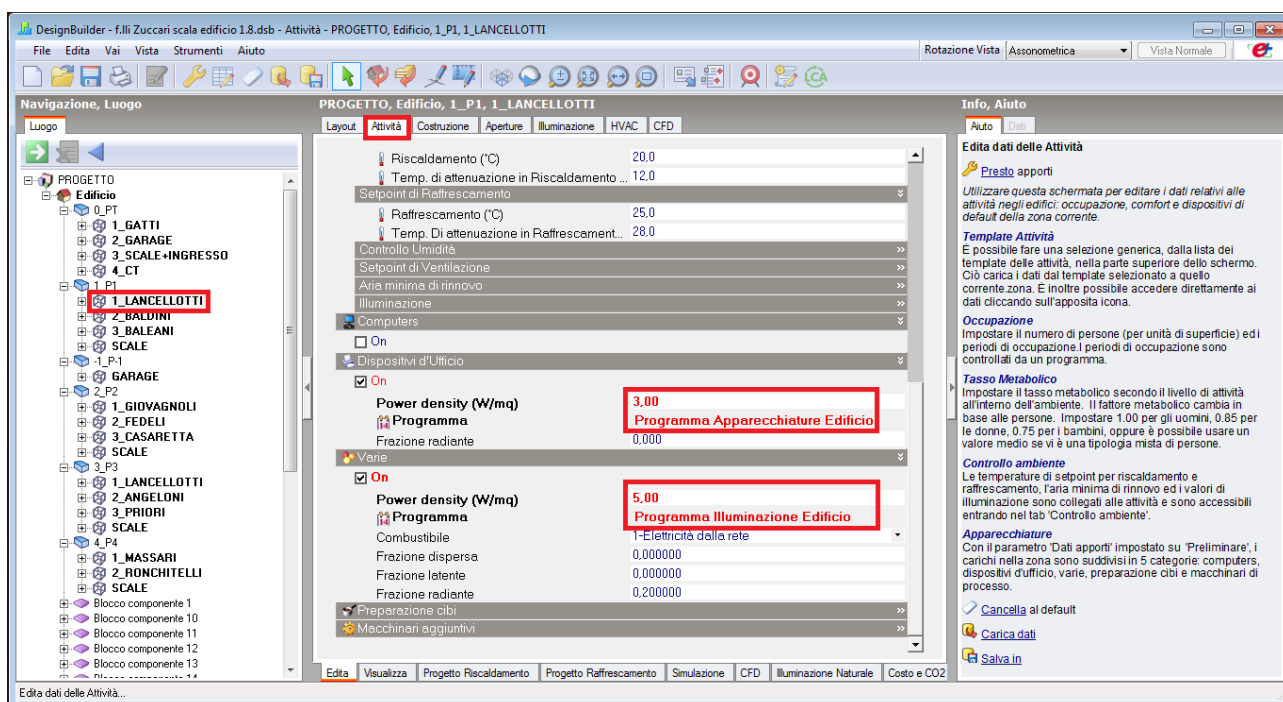 DesignBuilder - f.lli Zuccari scala edificio 1.8.dsb - Attività - PROGETTO, Edificio, 1_P1, 1_LANCELLOTTI
File Edita Vai Vista Strumenti Aiuto
Rotazione Vista Assonometrica Vista Normale
Navigazione, Luogo
Luogo
PROGETTO
Edificio
0_PT
1_GATTI
2_GARAGE
3_SCALE+INGRESSO
4_CT
1_P1
1_LANCELLOTTI
2_BALDINI
3_BALEANI
SCALE
-1_P-1
GARAGE
2_P2
1_GIOVAGNOLI
2_FEDELI
3_CASARETTA
SCALE
3_P3
1_LANCELLOTTI
2_ANGELONI
3_PRIORI
SCALE
4_P4
1_MASSARI
2_RONCHITELLI
SCALE
Blocco componente 1
Blocco componente 10
Blocco componente 11
Blocco componente 12
Blocco componente 13
PROGETTO, Edificio, 1_P1, 1_LANCELLOTTI
Layout Attività Costruzione Aperture Illuminazione HVAC CFD
Riscaldamento (°C) 20,0
Temp. di attenuazione in Riscaldamento ... 12,0
Setpoint di Raffrescamento
Raffrescamento (°C) 25,0
Temp. Di attenuazione in Raffrescament... 28,0
Controllo Umidità
Setpoint di Ventilazione
Aria minima di rinnovo
Illuminazione
Computers
On
Dispositivi d'Ufficio
On
Power density (W/mq) 3,00
Programma Programma Apparecchiature Edificio
Frazione radiante 0,000
Varie
On
Power density (W/mq) 5,00
Programma Programma Illuminazione Edificio
Combustibile 1-Elettricità dalla rete
Frazione dispersa 0,000000
Frazione latente 0,000000
Frazione radiante 0,200000
Preparazione cibi
Macchinari aggiuntivi
Edita Visualizza Progetto Riscaldamento Progetto Raffrescamento Simulazione CFD Illuminazione Naturale Costo e CO2
Info, Aiuto
Aiuto Dati
Edita dati delle Attività
Presto apporti
Utilizzare questa schermata per editare i dati relativi alle
attività negli edifici: occupazione, comfort e dispositivi di
default della zona corrente.
Template Attività
É possibile fare una selezione generica, dalla lista dei
template delle attività, nella parte superiore dello schermo.
Ciò carica i dati dal template selezionato a quello
corrente.zona. É inoltre possibile accedere direttamente ai
dati cliccando sull'apposita icona.
Occupazione
Impostare il numero di persone (per unità di superficie) ed i
periodi di occupazione.I periodi di occupazione sono
controllati da un programma.
Tasso Metabolico
Impostare il tasso metabolico secondo il livello di attività
all'interno dell'ambiente. Il fattore metabolico cambia in
base alle persone. Impostare 1.00 per gli uomini, 0.85 per
le donne, 0.75 per i bambini, oppure è possibile usare un
valore medio se vi è una tipologia mista di persone.
Controllo ambiente
Le temperature di setpoint per riscaldamento e
raffrescamento, l'aria minima di rinnovo ed i valori di
illuminazione sono collegati alle attività e sono accessibili
entrando nel tab 'Controllo ambiente'.
Apparecchiature
Con il parametro 'Dati apporti' impostato su 'Preliminare', i
carichi nella zona sono suddivisi in 5 categorie: computers,
dispositivi d'ufficio, varie, preparazione cibi e macchinari di
processo.
Cancella al default
Carica dati
Salva in
Edita dati delle Attività...